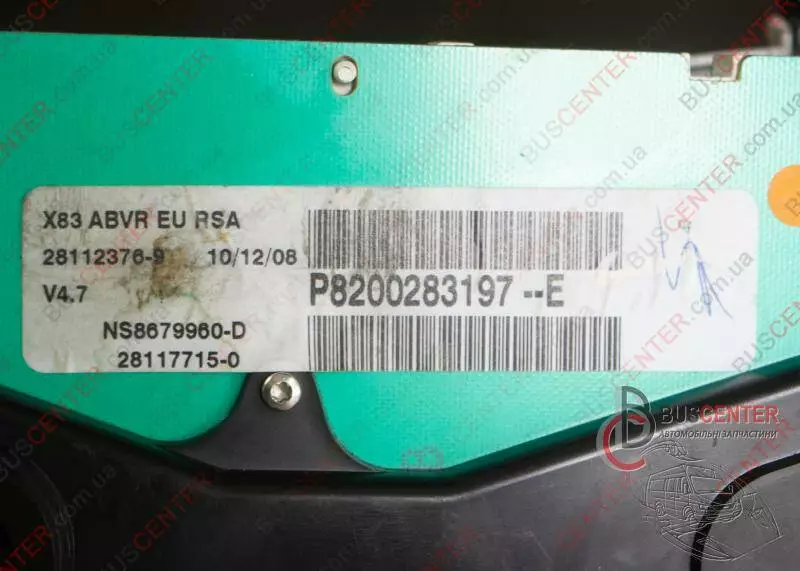 X83 ABVR EU RSA
28112376-9 10/12/08
V4.7
P8200283197 --E
NS8679960-D
28117715-0
BUSCENTER
АВТОМОБІЛЬНІ ЗАПЧАСТИНИ
BUSCENTER.com.ua